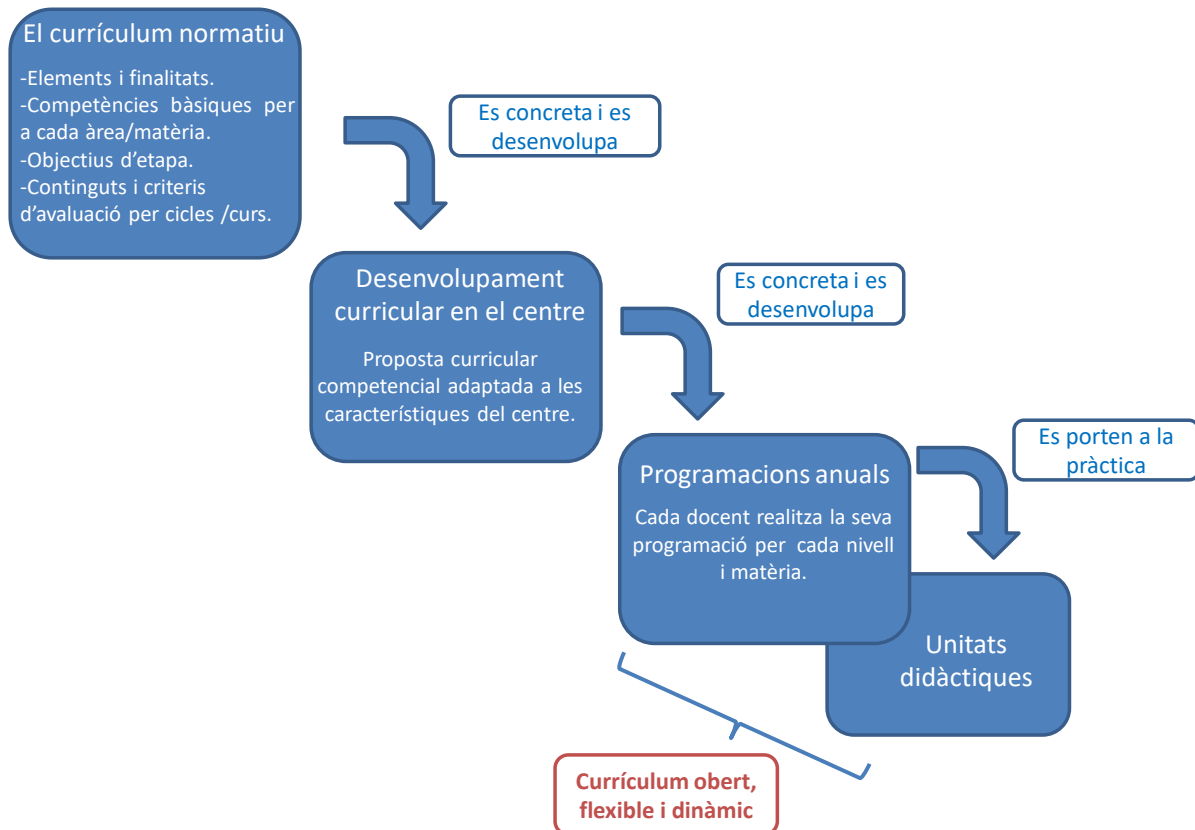 El currículum normatiu
-Elements i finalitats.
-Competències bàsiques per
a cada àrea/matèria.
-Objectius d'etapa.
-Continguts i criteris
d'avaluació per cicles /curs.
Es concreta i es
desenvolupa
Desenvolupament
curricular en el centre
Proposta curricular
competencial adaptada a les
característiques del centre.
Es concreta i es
desenvolupa
Programacions anuals
Cada docent realitza la seva
programació per cada nivell
i matèria.
Es porten a la
pràctica
Unitats
didàctiques
Currículum obert,
flexible i dinàmic